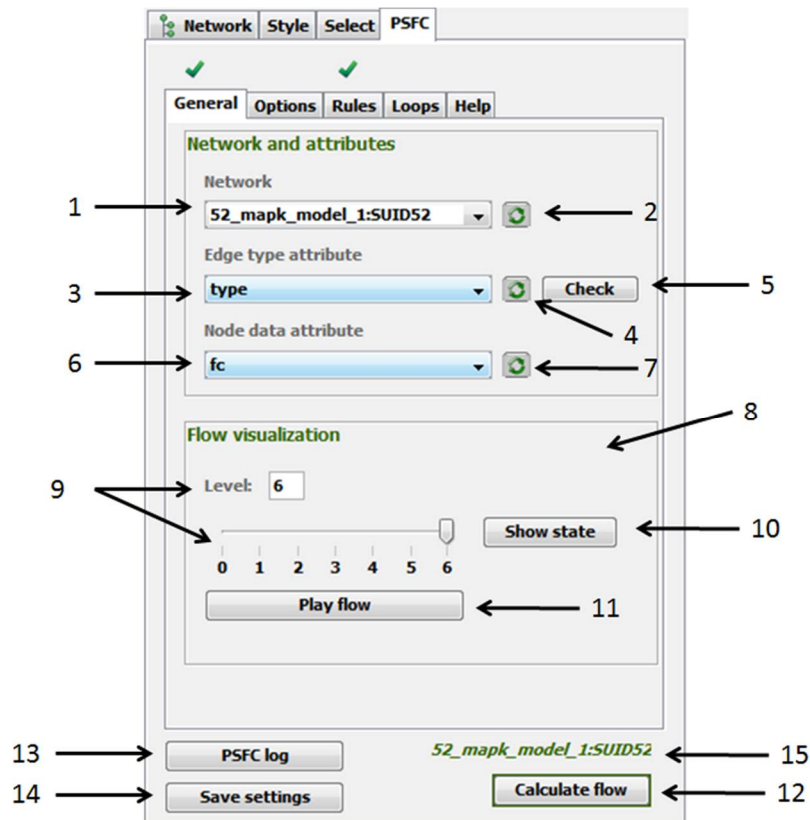 Network Style Select PSFC
General Options Rules Loops Help
Network and attributes
Network
1 52_mapk_model_1:SUID52 2
Edge type attribute
3 type Check 5
4
Node data attribute
6 fc 7
8
Flow visualization
9 Level: 6
Show state 10
0 1 2 3 4 5 6
Play flow 11
13 PSFC log 52_mapk_model_1:SUID52 15
14 Save settings Calculate flow 12